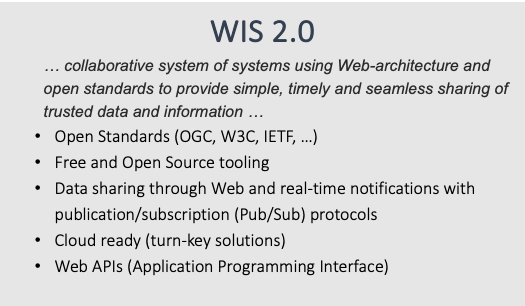 WIS 2.0
… collaborative system of systems using Web-architecture and
open standards to provide simple, timely and seamless sharing of
trusted data and information …
• Open Standards (OGC, W3C, IETF, …)
• Free and Open Source tooling
• Data sharing through Web and real-time notifications with
publication/subscription (Pub/Sub) protocols
• Cloud ready (turn-key solutions)
• Web APIs (Application Programming Interface)